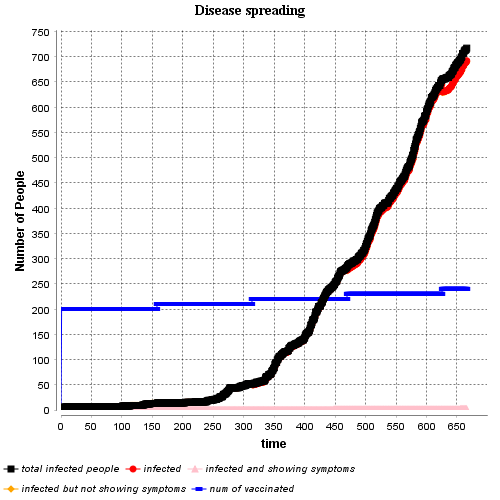 Disease spreading
750
700
650
600
550
500
450
400
350
300
250
200
150
100
50
0
Number of People
0 50 100 150 200 250 300 350 400 450 500 550 600 650
time
total infected people infected infected and showing symptoms
infected but not showing symptoms num of vaccinated